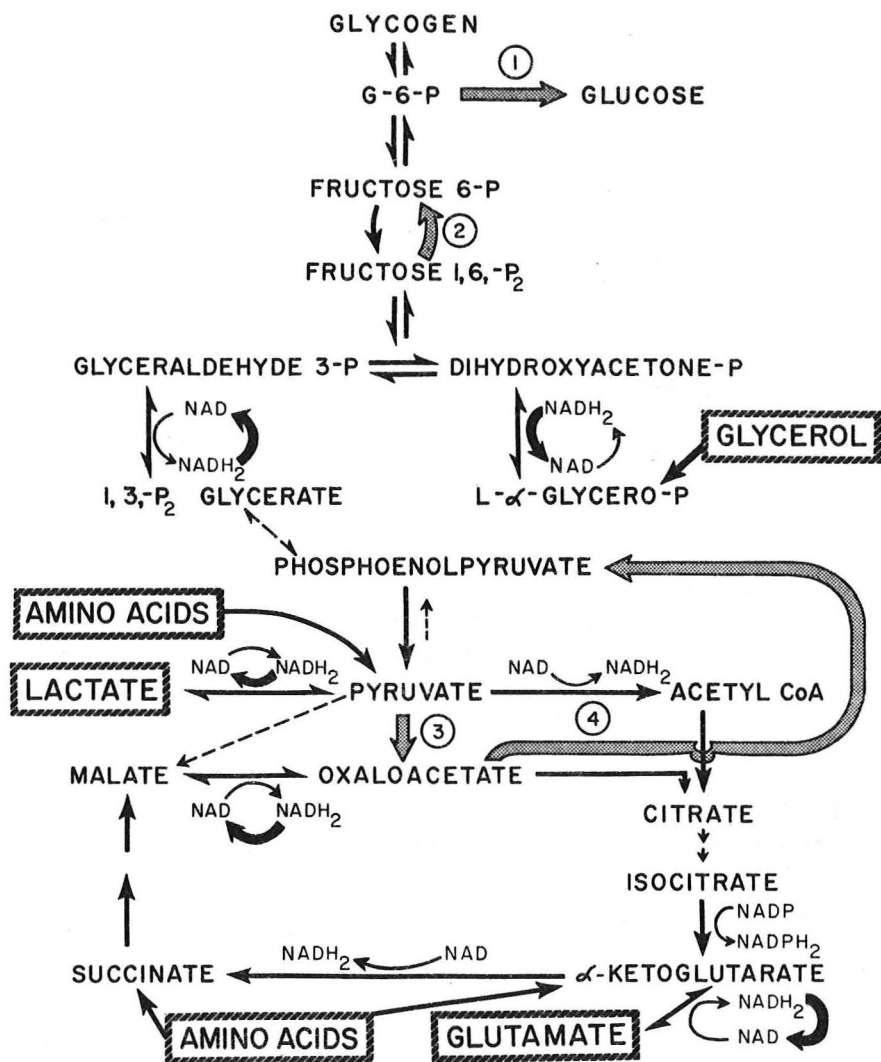 GLYCOGEN
①
G-6-P GLUCOSE
FRUCTOSE 6-P
②
FRUCTOSE 1,6,-P₂
GLYCERALDEHYDE 3-P DIHYDROXYACETONE-P
NAD NADH₂
GLYCEROL
NADH₂ NAD
1,3,-P₂ GLYCERATE L-α-GLYCERO-P
PHOSPHOENOLPYRUVATE
AMINO ACIDS
NAD NADH₂ NAD NADH₂
LACTATE PYRUVATE ACETYL CoA
③ ④
MALATE OXALOACETATE
NAD NADH₂
CITRATE
ISOCITRATE
NADP
NADPH₂
NADH₂ NAD
SUCCINATE α-KETOGLUTARATE
NADH₂
AMINO ACIDS GLUTAMATE
NAD